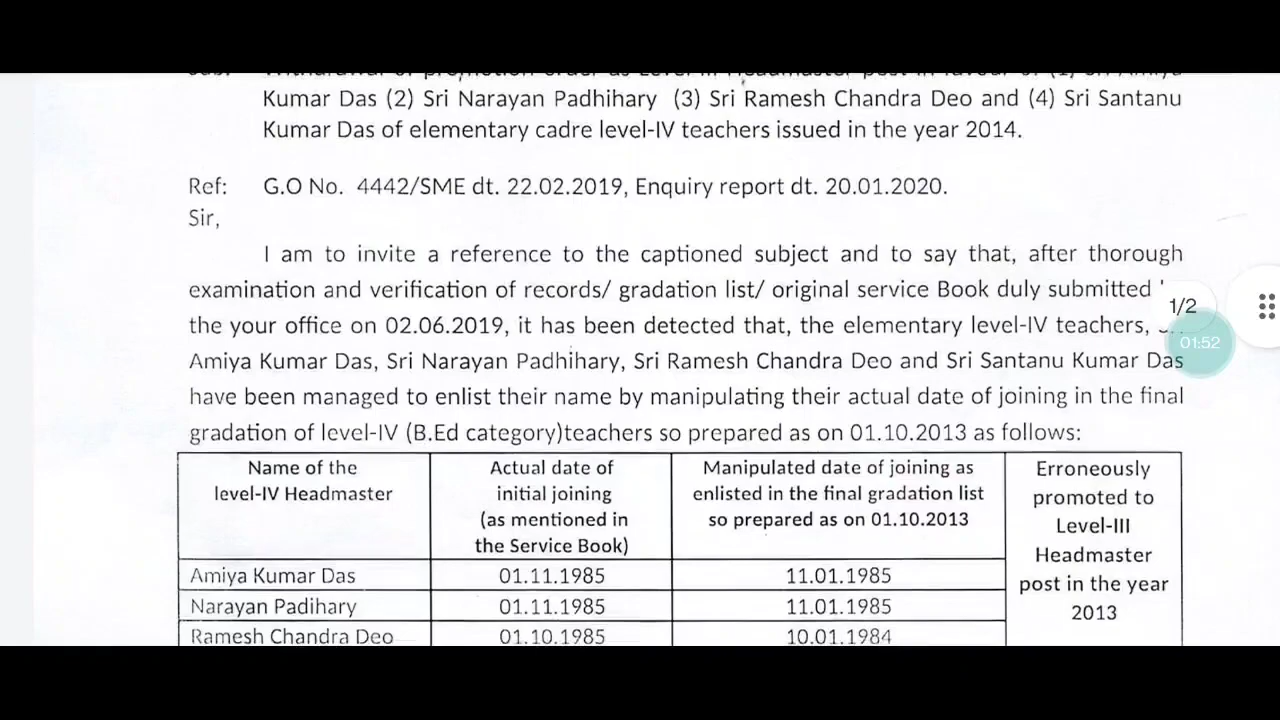 Kumar Das (2) Sri Narayan Padhihary (3) Sri Ramesh Chandra Deo and (4) Sri Santanu
Kumar Das of elementary cadre level-IV teachers issued in the year 2014.
Ref: G.O No. 4442/SME dt. 22.02.2019, Enquiry report dt. 20.01.2020.
Sir,
I am to invite a reference to the captioned subject and to say that, after thorough
examination and verification of records/ gradation list/ original service Book duly submitted
the your office on 02.06.2019, it has been detected that, the elementary level-IV teachers,
Amiya Kumar Das, Sri Narayan Padhihary, Sri Ramesh Chandra Deo and Sri Santanu Kumar Das
have been managed to enlist their name by manipulating their actual date of joining in the final
gradation of level-IV (B.Ed category)teachers so prepared as on 01.10.2013 as follows:
Name of the
level-IV Headmaster
Actual date of
initial joining
(as mentioned in
the Service Book)
Manipulated date of joining as
enlisted in the final gradation list
so prepared as on 01.10.2013
Erroneously
promoted to
Level-III
Headmaster
post in the year
2013
Amiya Kumar Das 01.11.1985 11.01.1985
Narayan Padihary 01.11.1985 11.01.1985
Ramesh Chandra Deo 01.10.1985 10.01.1984
1/2
01:52